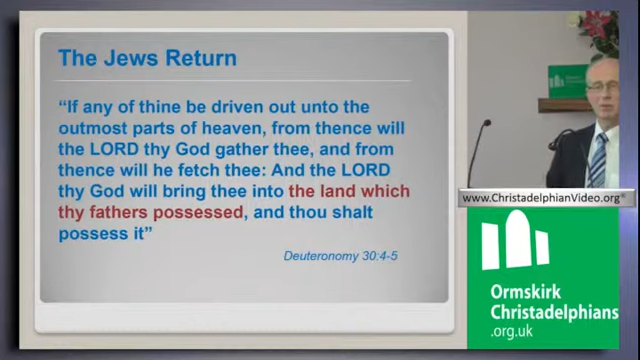 The Jews Return
“If any of thine be driven out unto the
outmost parts of heaven, from thence will
the LORD thy God gather thee, and from
thence will he fetch thee: And the LORD
thy God will bring thee into the land which
thy fathers possessed, and thou shalt
possess it”
Deuteronomy 30:4-5
www.ChristadelphianVideo.org
Ormskirk
Christadelphians
.org.uk